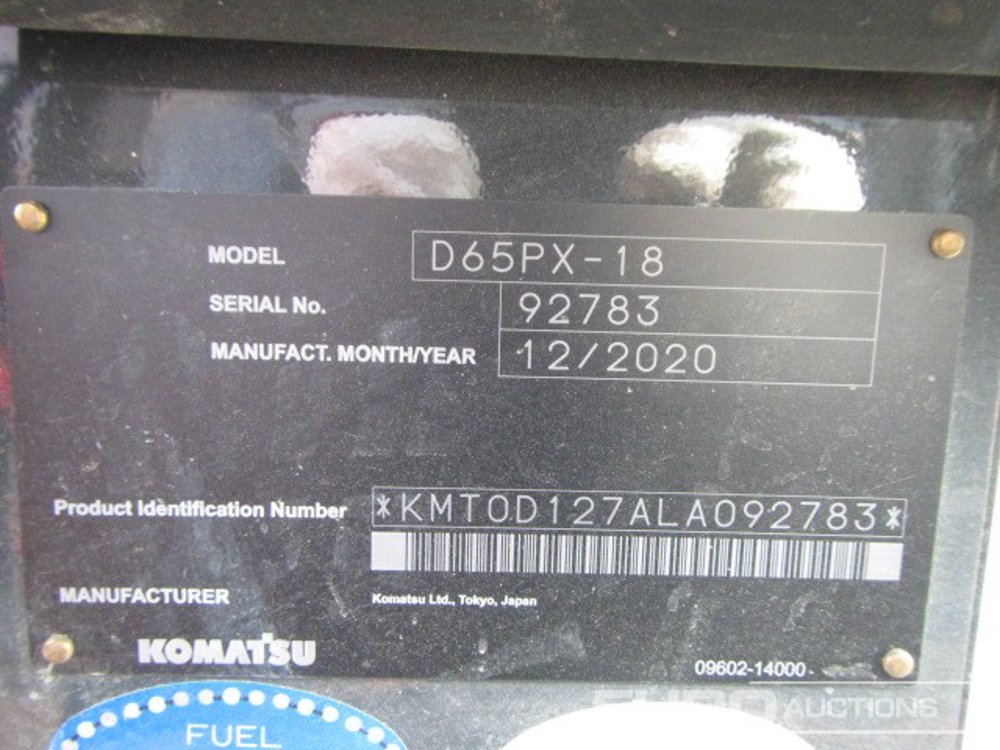 MODEL D65PX-18
SERIAL No. 92783
MANUFACT. MONTH/YEAR 12/2020
Product Identification Number *KMT0D127ALA092783*
MANUFACTURER Komatsu Ltd., Tokyo, Japan
KOMATSU
09602-14000
EURO AUCTIONS
FUEL